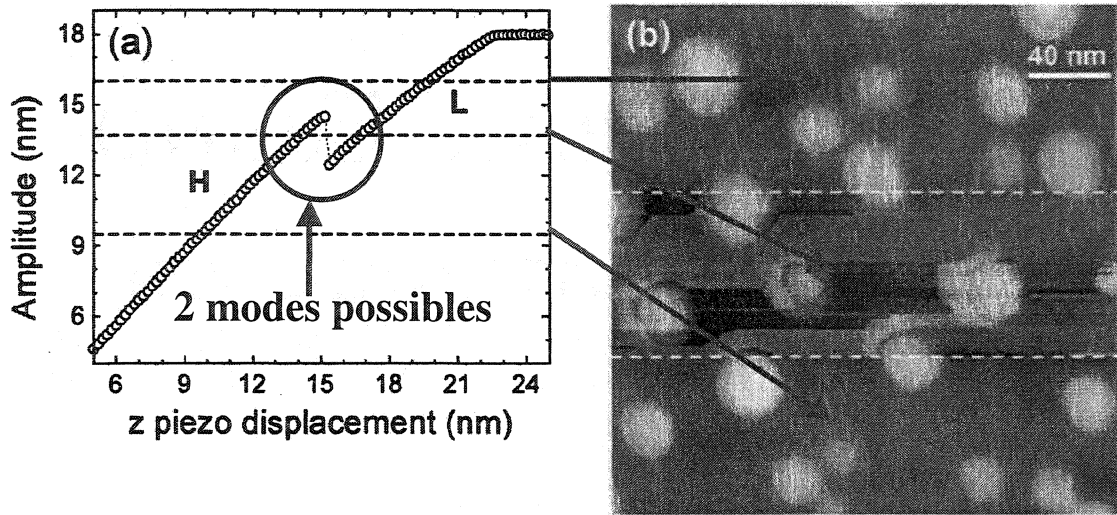 (a)
18
15
12
9
6
Amplitude (nm)
H
L
2 modes possibles
6 9 12 15 18 21 24
z piezo displacement (nm)
(b)
40 nm